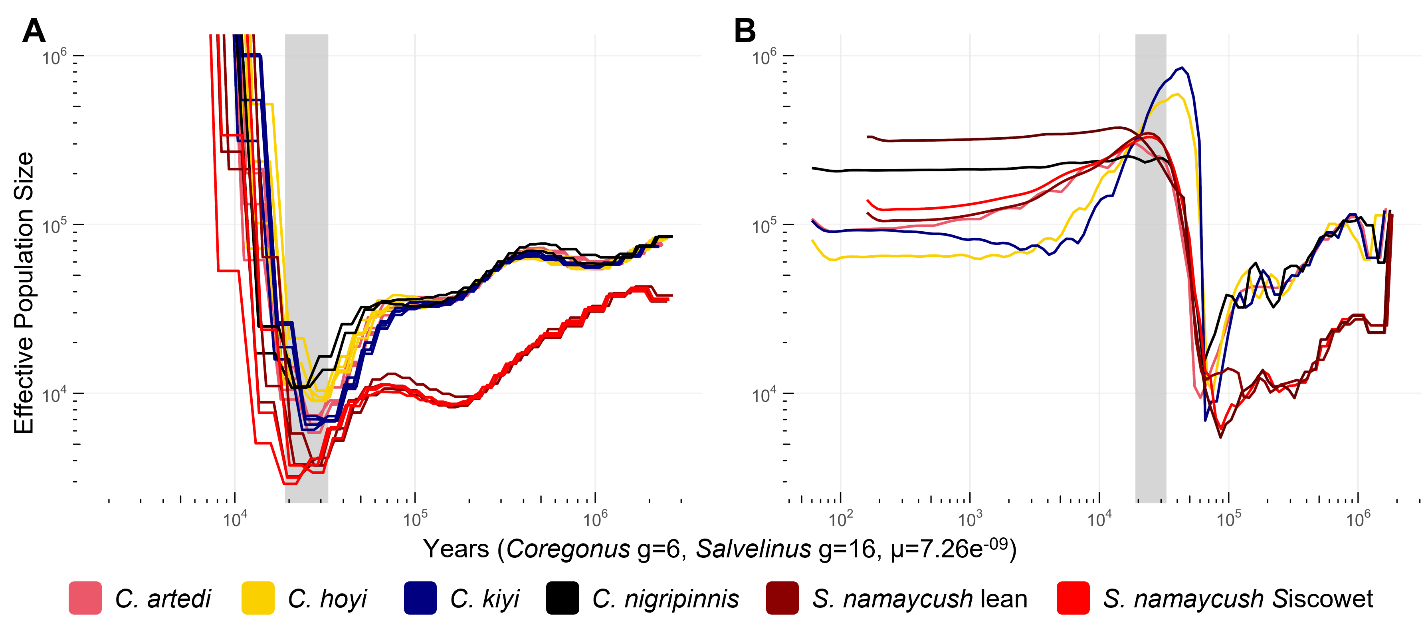 A B
10⁶ 10⁶
10⁵ 10⁵
10⁴ 10⁴
Effective Population Size
10⁴ 10⁵ 10⁶ 10² 10³ 10⁴ 10⁵ 10⁶
Years (Coregonus g=6, Salvelinus g=16, µ=7.26e⁻⁰⁹)
C. artedi C. hoyi C. kiyi C. nigripinnis S. namaycush lean S. namaycush Siscowet